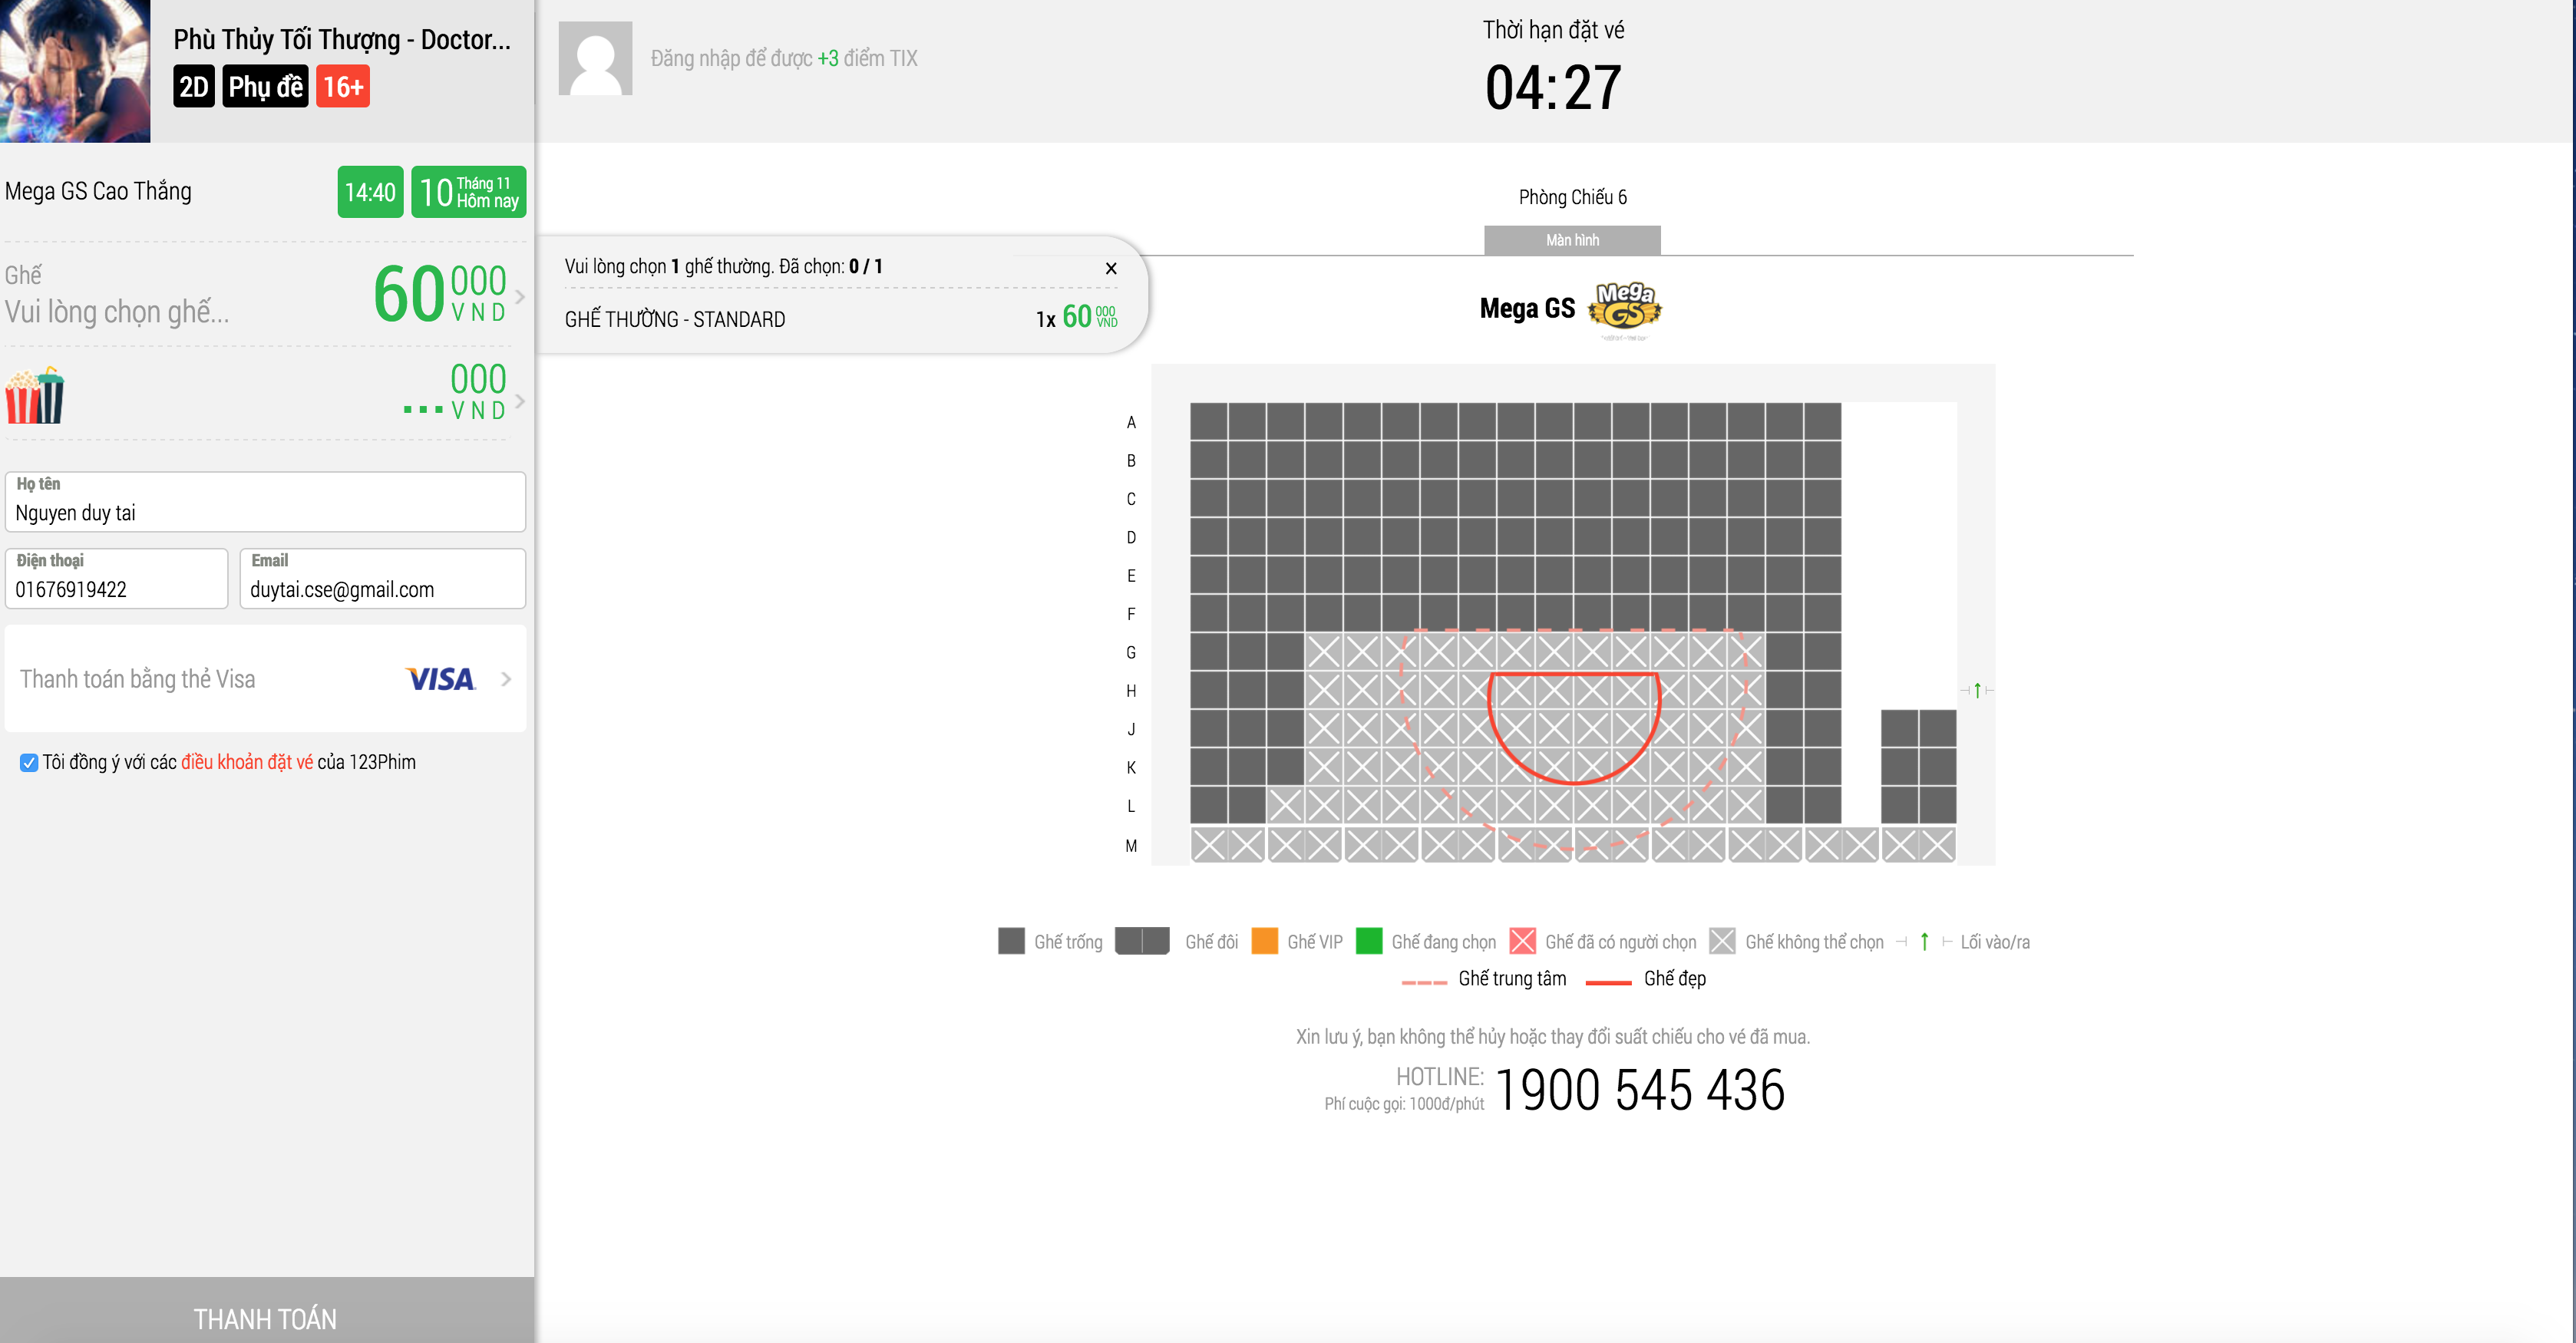 Phù Thủy Tối Thượng - Doctor...
2D Phụ đề 16+
Đăng nhập để được +3 điểm TIX
Thời hạn đặt vé
04:27
Mega GS Cao Thắng
14:40
10 Tháng 11
Hôm nay
Ghế
Vui lòng chọn ghế...
60 000
VND
... 000
VND
Họ tên
Nguyen duy tai
Điện thoại
01676919422
Email
duytai.cse@gmail.com
Thanh toán bằng thẻ Visa
VISA
Tôi đồng ý với các điều khoản đặt vé của 123Phim
THANH TOÁN
Vui lòng chọn 1 ghế thường. Đã chọn: 0 / 1
x
GHẾ THƯỜNG - STANDARD
1x 60 000
VND
Phòng Chiếu 6
Màn hình
Mega GS
Mega
GS
A
B
C
D
E
F
G
H
J
K
L
M
Ghế trống
Ghế đôi
Ghế VIP
Ghế đang chọn
Ghế đã có người chọn
Ghế không thể chọn
Lối vào/ra
Ghế trung tâm
Ghế đẹp
Xin lưu ý, bạn không thể hủy hoặc thay đổi suất chiếu cho vé đã mua.
HOTLINE: 1900 545 436
Phí cuộc gọi: 1000đ/phút